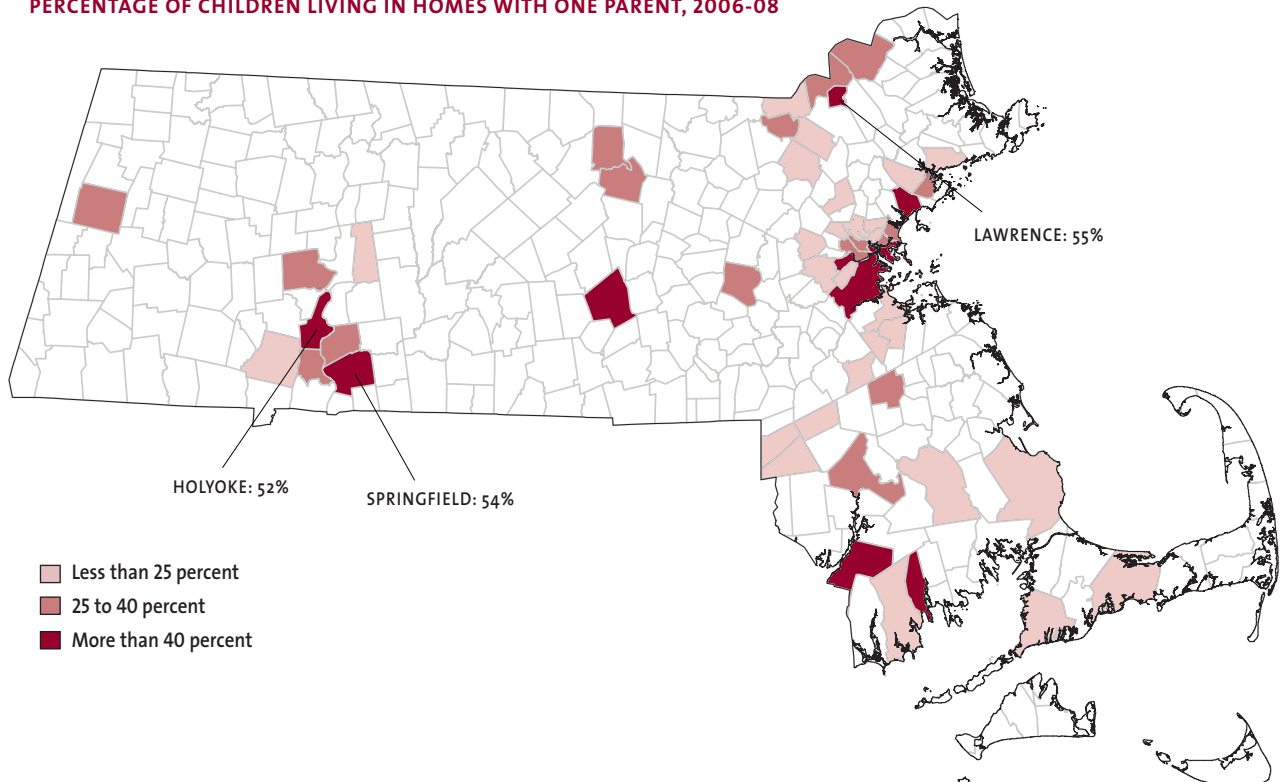 PERCENTAGE OF CHILDREN LIVING IN HOMES WITH ONE PARENT, 2006-08
LAWRENCE: 55%
HOLYOKE: 52%
SPRINGFIELD: 54%
Less than 25 percent
25 to 40 percent
More than 40 percent